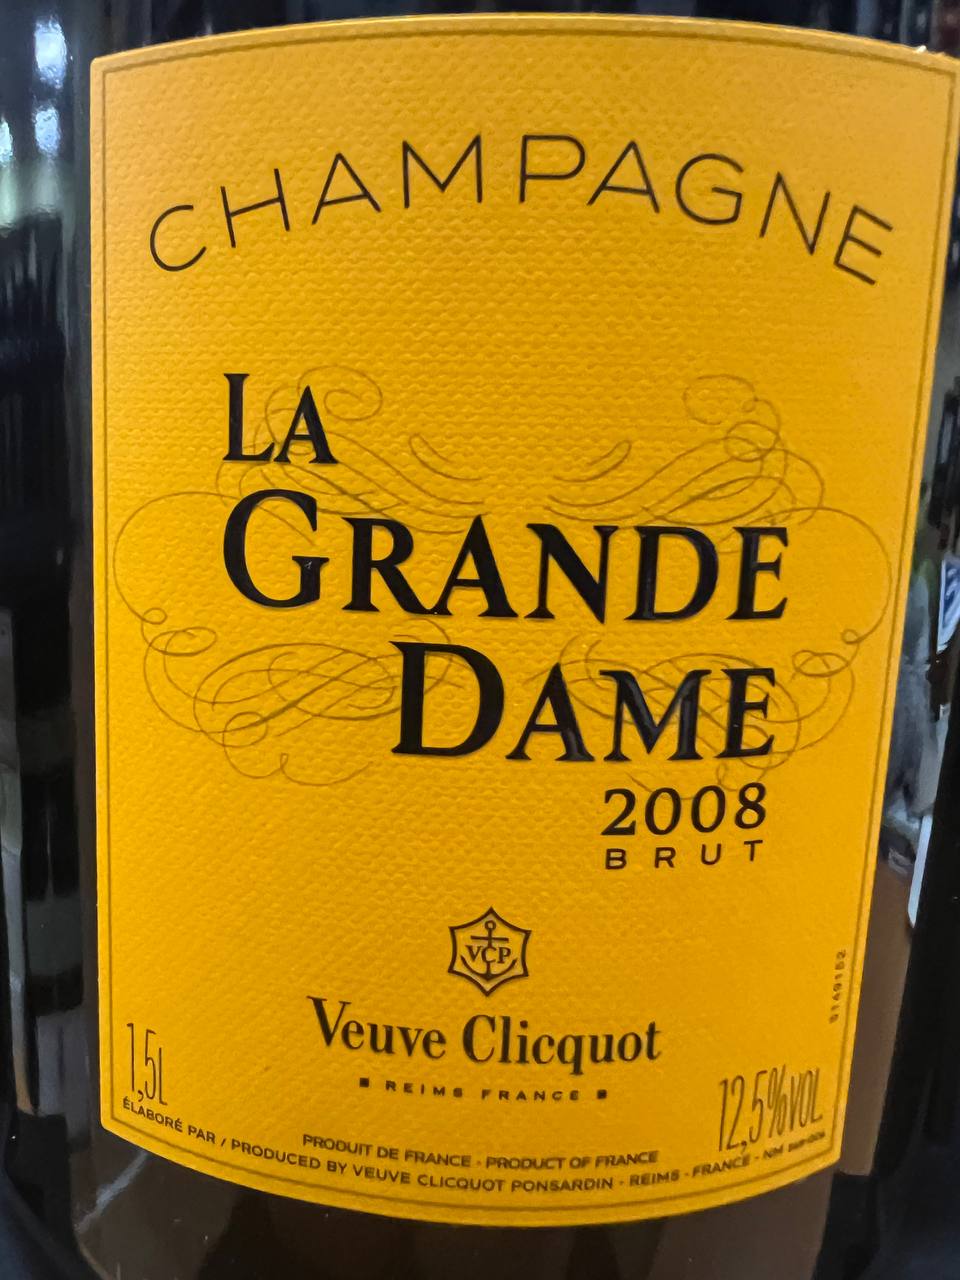 CHAMPAGNE
LA
GRANDE
DAME
2008
BRUT
VCP
Veuve Clicquot
REIMS FRANCE
1,5L
12,5%VOL
PRODUIT DE FRANCE - PRODUCT OF FRANCE
ÉLABORÉ PAR / PRODUCED BY VEUVE CLICQUOT PONSARDIN - REIMS - FRANCE - NM